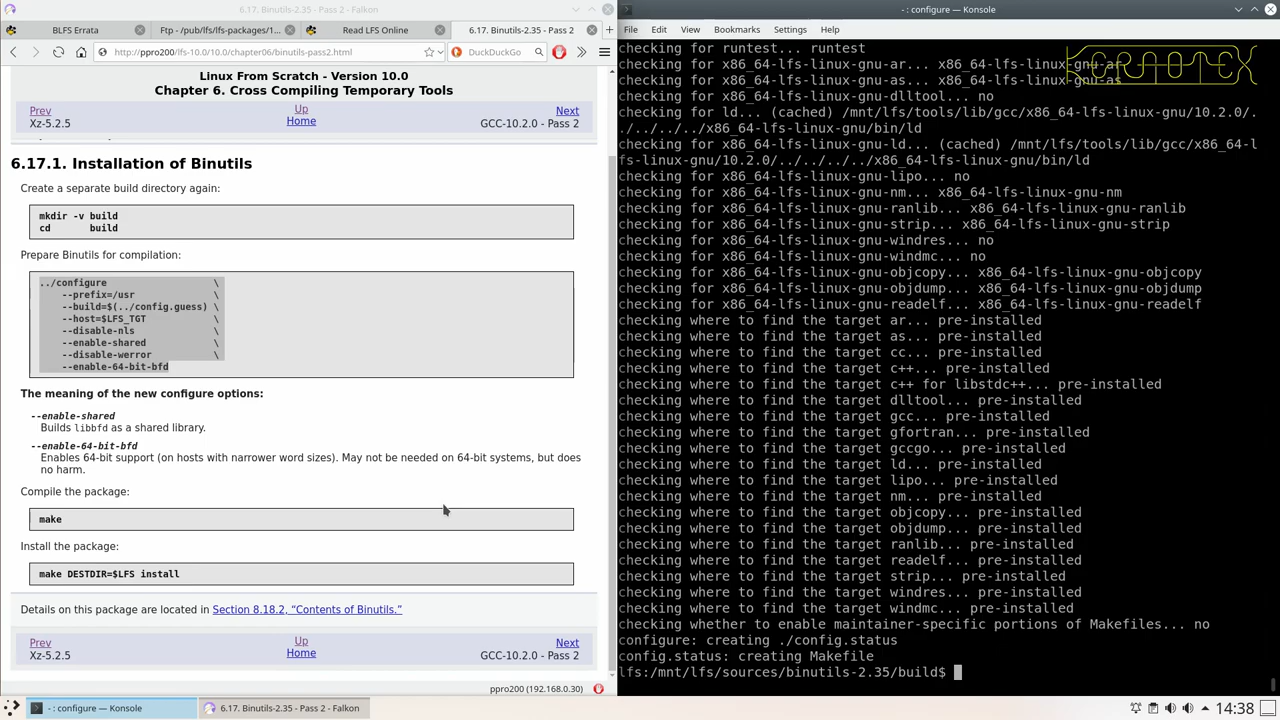 6.17. Binutils-2.35 - Pass 2 - Falkon
BLFS Errata
Ftp - /pub/lfs/lfs-packages/1...
Read LFS Online
6.17. Binutils-2.35 - Pass 2
http://ppro200/lfs-10.0/10.0/chapter06/binutils-pass2.html
DuckDuckGo
Linux From Scratch - Version 10.0
Chapter 6. Cross Compiling Temporary Tools
Prev
Up
Next
Xz-5.2.5
Home
GCC-10.2.0 - Pass 2
6.17.1. Installation of Binutils
Create a separate build directory again:
mkdir -v build
cd       build
Prepare Binutils for compilation:
../configure                   \
--prefix=/usr              \
--build=$(../config.guess) \
--host=$LFS_TGT            \
--disable-nls              \
--enable-shared            \
--disable-werror           \
--enable-64-bit-bfd
The meaning of the new configure options:
--enable-shared
Builds libbfd as a shared library.
--enable-64-bit-bfd
Enables 64-bit support (on hosts with narrower word sizes). May not be needed on 64-bit systems, but does
no harm.
Compile the package:
make
Install the package:
make DESTDIR=$LFS install
Details on this package are located in Section 8.18.2, “Contents of Binutils.”
Prev
Up
Next
Xz-5.2.5
Home
GCC-10.2.0 - Pass 2
ppro200 (192.168.0.30)
- : configure — Konsole
File Edit View Bookmarks Settings Help
checking for runtest... runtest
checking for x86_64-lfs-linux-gnu-ar... x86_64-lfs-linux-gnu-ar
checking for x86_64-lfs-linux-gnu-as... x86_64-lfs-linux-gnu-as
checking for x86_64-lfs-linux-gnu-dlltool... no
checking for ld... (cached) /mnt/lfs/tools/lib/gcc/x86_64-lfs-linux-gnu/10.2.0/.
./../../../x86_64-lfs-linux-gnu/bin/ld
checking for x86_64-lfs-linux-gnu-ld... (cached) /mnt/lfs/tools/lib/gcc/x86_64-l
fs-linux-gnu/10.2.0/../../../../x86_64-lfs-linux-gnu/bin/ld
checking for x86_64-lfs-linux-gnu-lipo... no
checking for x86_64-lfs-linux-gnu-nm... x86_64-lfs-linux-gnu-nm
checking for x86_64-lfs-linux-gnu-ranlib... x86_64-lfs-linux-gnu-ranlib
checking for x86_64-lfs-linux-gnu-strip... x86_64-lfs-linux-gnu-strip
checking for x86_64-lfs-linux-gnu-windres... no
checking for x86_64-lfs-linux-gnu-windmc... no
checking for x86_64-lfs-linux-gnu-objcopy... x86_64-lfs-linux-gnu-objcopy
checking for x86_64-lfs-linux-gnu-objdump... x86_64-lfs-linux-gnu-objdump
checking for x86_64-lfs-linux-gnu-readelf... x86_64-lfs-linux-gnu-readelf
checking where to find the target ar... pre-installed
checking where to find the target as... pre-installed
checking where to find the target cc... pre-installed
checking where to find the target c++... pre-installed
checking where to find the target c++ for libstdc++... pre-installed
checking where to find the target dlltool... pre-installed
checking where to find the target gcc... pre-installed
checking where to find the target gfortran... pre-installed
checking where to find the target gccgo... pre-installed
checking where to find the target ld... pre-installed
checking where to find the target lipo... pre-installed
checking where to find the target nm... pre-installed
checking where to find the target objcopy... pre-installed
checking where to find the target objdump... pre-installed
checking where to find the target ranlib... pre-installed
checking where to find the target readelf... pre-installed
checking where to find the target strip... pre-installed
checking where to find the target windres... pre-installed
checking where to find the target windmc... pre-installed
checking whether to enable maintainer-specific portions of Makefiles... no
configure: creating ./config.status
config.status: creating Makefile
lfs:/mnt/lfs/sources/binutils-2.35/build$
- : configure — Konsole
6.17. Binutils-2.35 - Pass 2 - Falkon
14:38